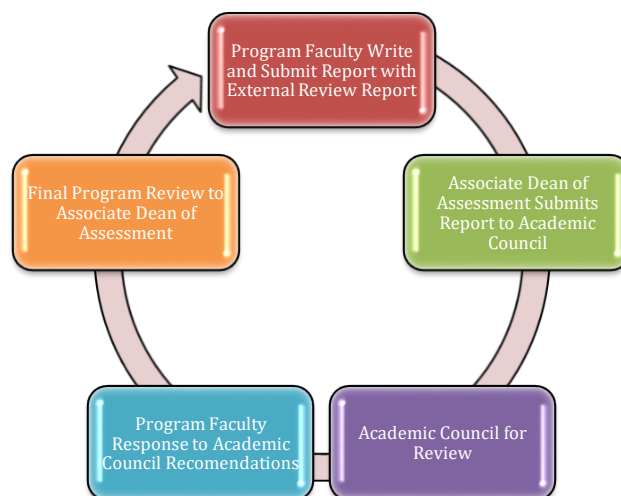 Program Faculty Write
and Submit Report with
External Review Report
Associate Dean of
Assessment Submits
Report to Academic
Council
Academic Council for
Review
Program Faculty
Response to Academic
Council Recomendations
Final Program Review to
Associate Dean of
Assessment